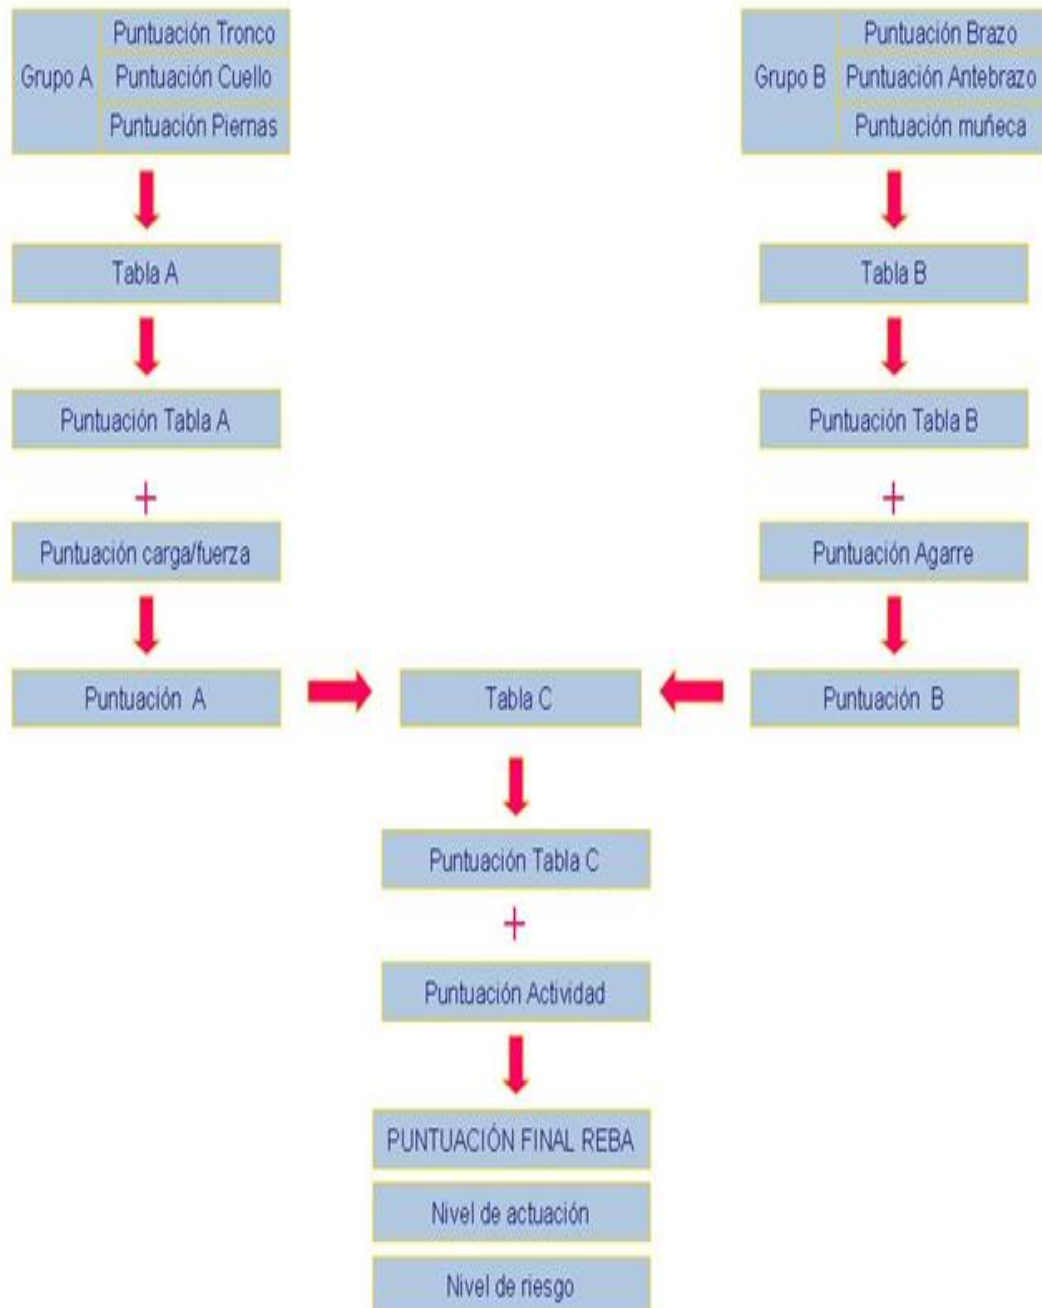 Grupo A
Puntuación Tronco
Puntuación Cuello
Puntuación Piernas
Grupo B
Puntuación Brazo
Puntuación Antebrazo
Puntuación muñeca
Tabla A
Tabla B
Puntuación Tabla A
Puntuación Tabla B
+
+
Puntuación carga/fuerza
Puntuación Agarre
Puntuación A
Tabla C
Puntuación B
Puntuación Tabla C
+
Puntuación Actividad
PUNTUACIÓN FINAL REBA
Nivel de actuación
Nivel de riesgo